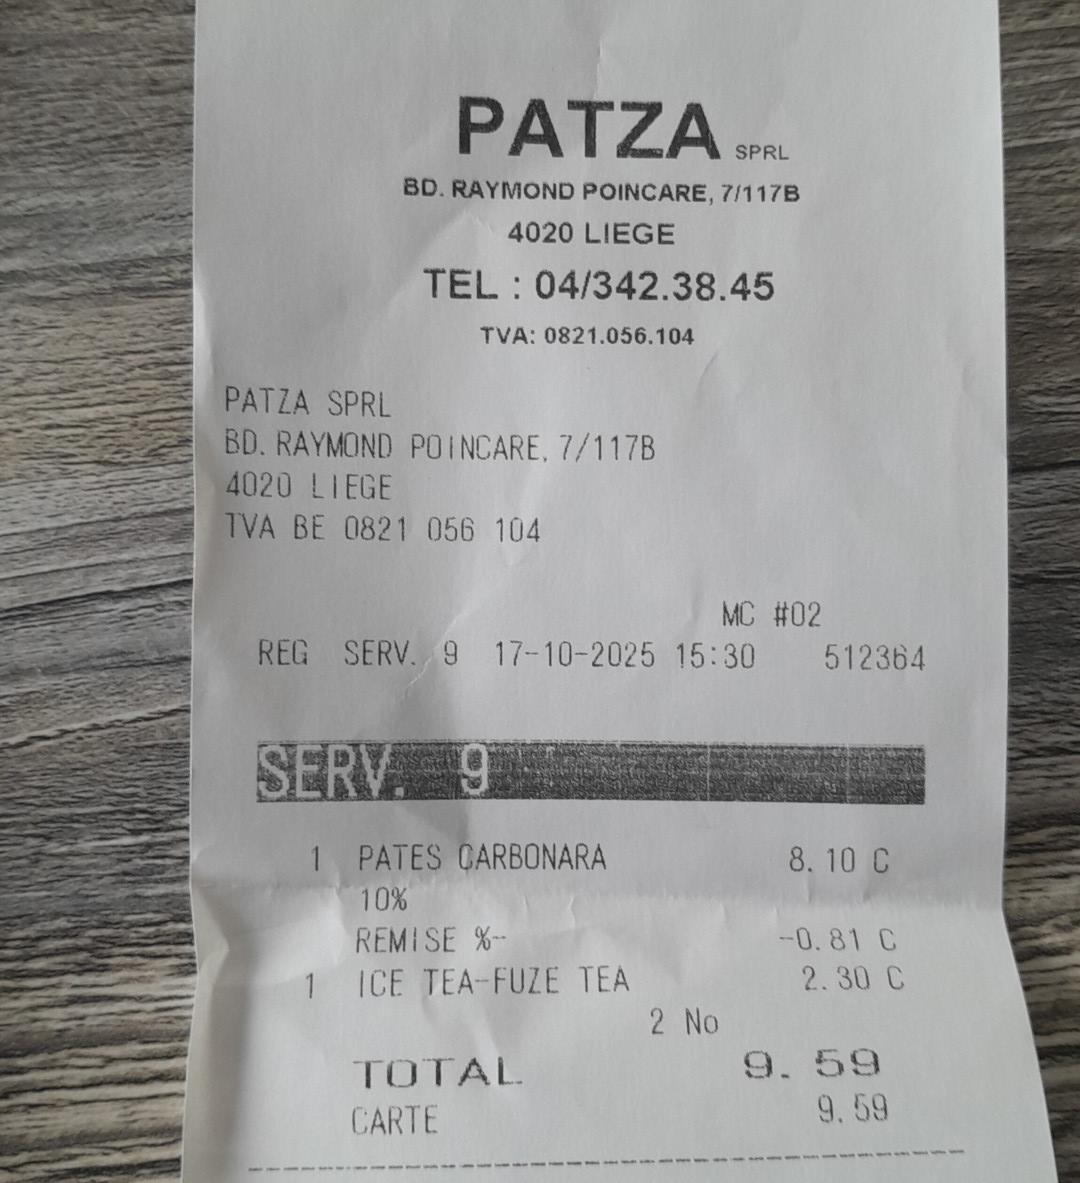 PATZA SPRL
BD. RAYMOND POINCARE, 7/117B
4020 LIEGE
TEL : 04/342.38.45
TVA: 0821.056.104
PATZA SPRL
BD. RAYMOND POINCARE, 7/117B
4020 LIEGE
TVA BE 0821 056 104
MC #02
REG SERV. 9 17-10-2025 15:30 512364
SERV. 9
1 PATES CARBONARA 8.10 C
10%
REMISE %- -0.81 C
1 ICE TEA-FUZE TEA 2.30 C
2 No
TOTAL 9.59
CARTE 9.59